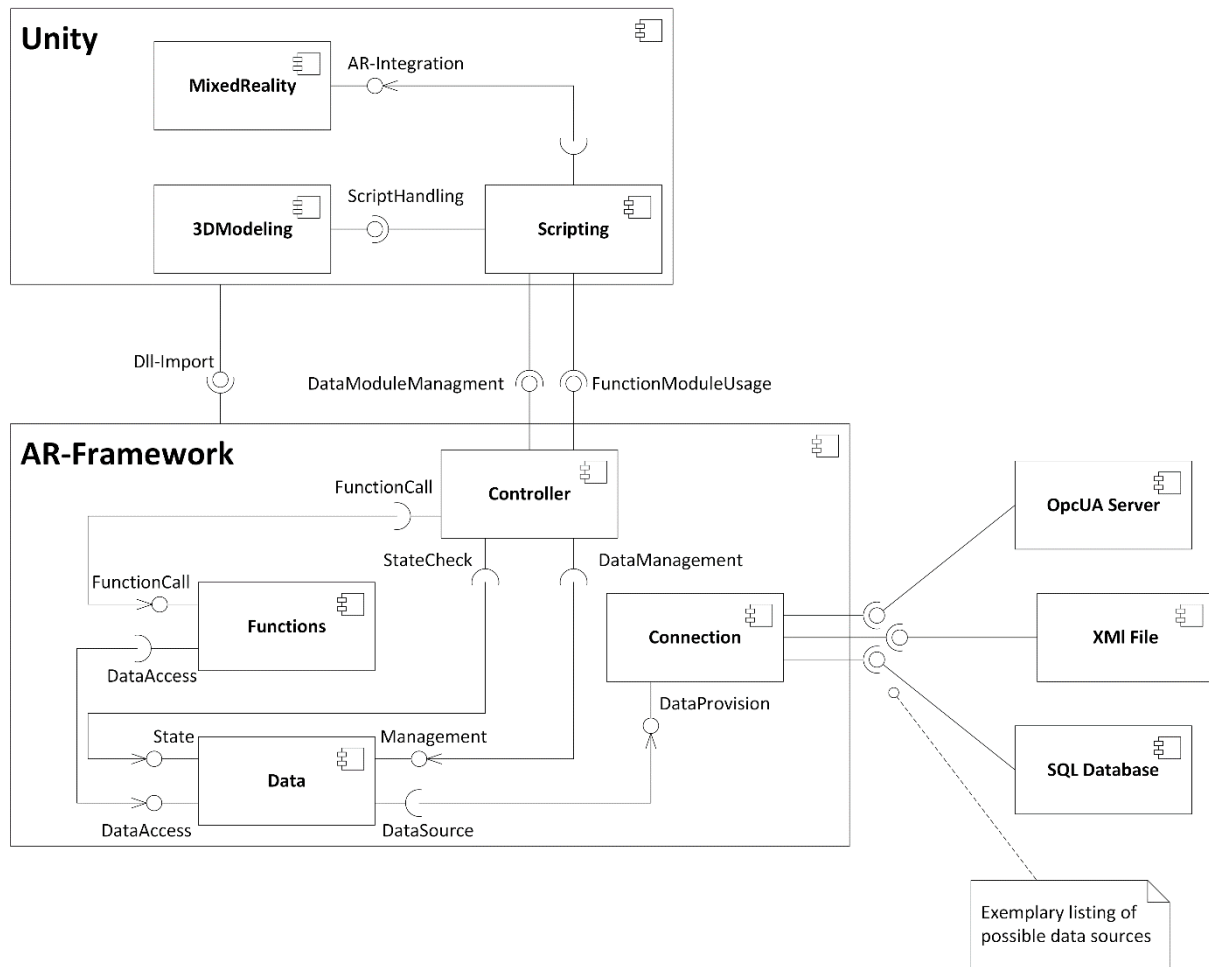 Unity
AR-Integration
MixedReality
ScriptHandling
3DModeling
Scripting
Dll-Import
DataModuleManagment
FunctionModuleUsage
AR-Framework
FunctionCall
Controller
OpcUA Server
StateCheck
DataManagement
FunctionCall
Functions
Connection
XMl File
DataAccess
DataProvision
State
Management
Data
SQL Database
DataAccess
DataSource
Exemplary listing of
possible data sources